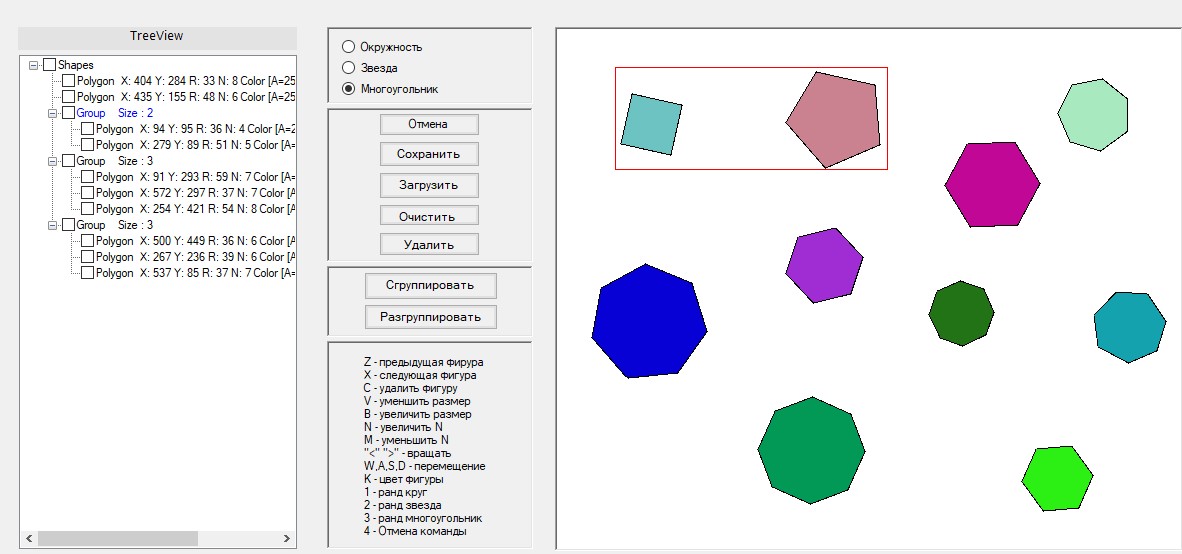 TreeView
Shapes
Polygon X: 404 Y: 284 R: 33 N: 8 Color [A=25
Polygon X: 435 Y: 155 R: 48 N: 6 Color [A=25
Group Size : 2
Polygon X: 94 Y: 95 R: 36 N: 4 Color [A=2
Polygon X: 279 Y: 89 R: 51 N: 5 Color [A=
Group Size : 3
Polygon X: 91 Y: 293 R: 59 N: 7 Color [A=
Polygon X: 572 Y: 297 R: 37 N: 7 Color [A
Polygon X: 254 Y: 421 R: 54 N: 8 Color [A
Group Size : 3
Polygon X: 500 Y: 449 R: 36 N: 6 Color [A
Polygon X: 267 Y: 236 R: 39 N: 6 Color [A
Polygon X: 537 Y: 85 R: 37 N: 7 Color [A=
Окружность
Звезда
Многоугольник
Отмена
Сохранить
Загрузить
Очистить
Удалить
Сгруппировать
Разгруппировать
Z - предыдущая фирура
X - следующая фигура
C - удалить фигуру
V - уменшить размер
B - увеличить размер
N - увеличить N
M - уменьшить N
"<" ">" - вращать
W,A,S,D - перемещение
K - цвет фигуры
1 - ранд круг
2 - ранд звезда
3 - ранд многоугольник
4 - Отмена команды